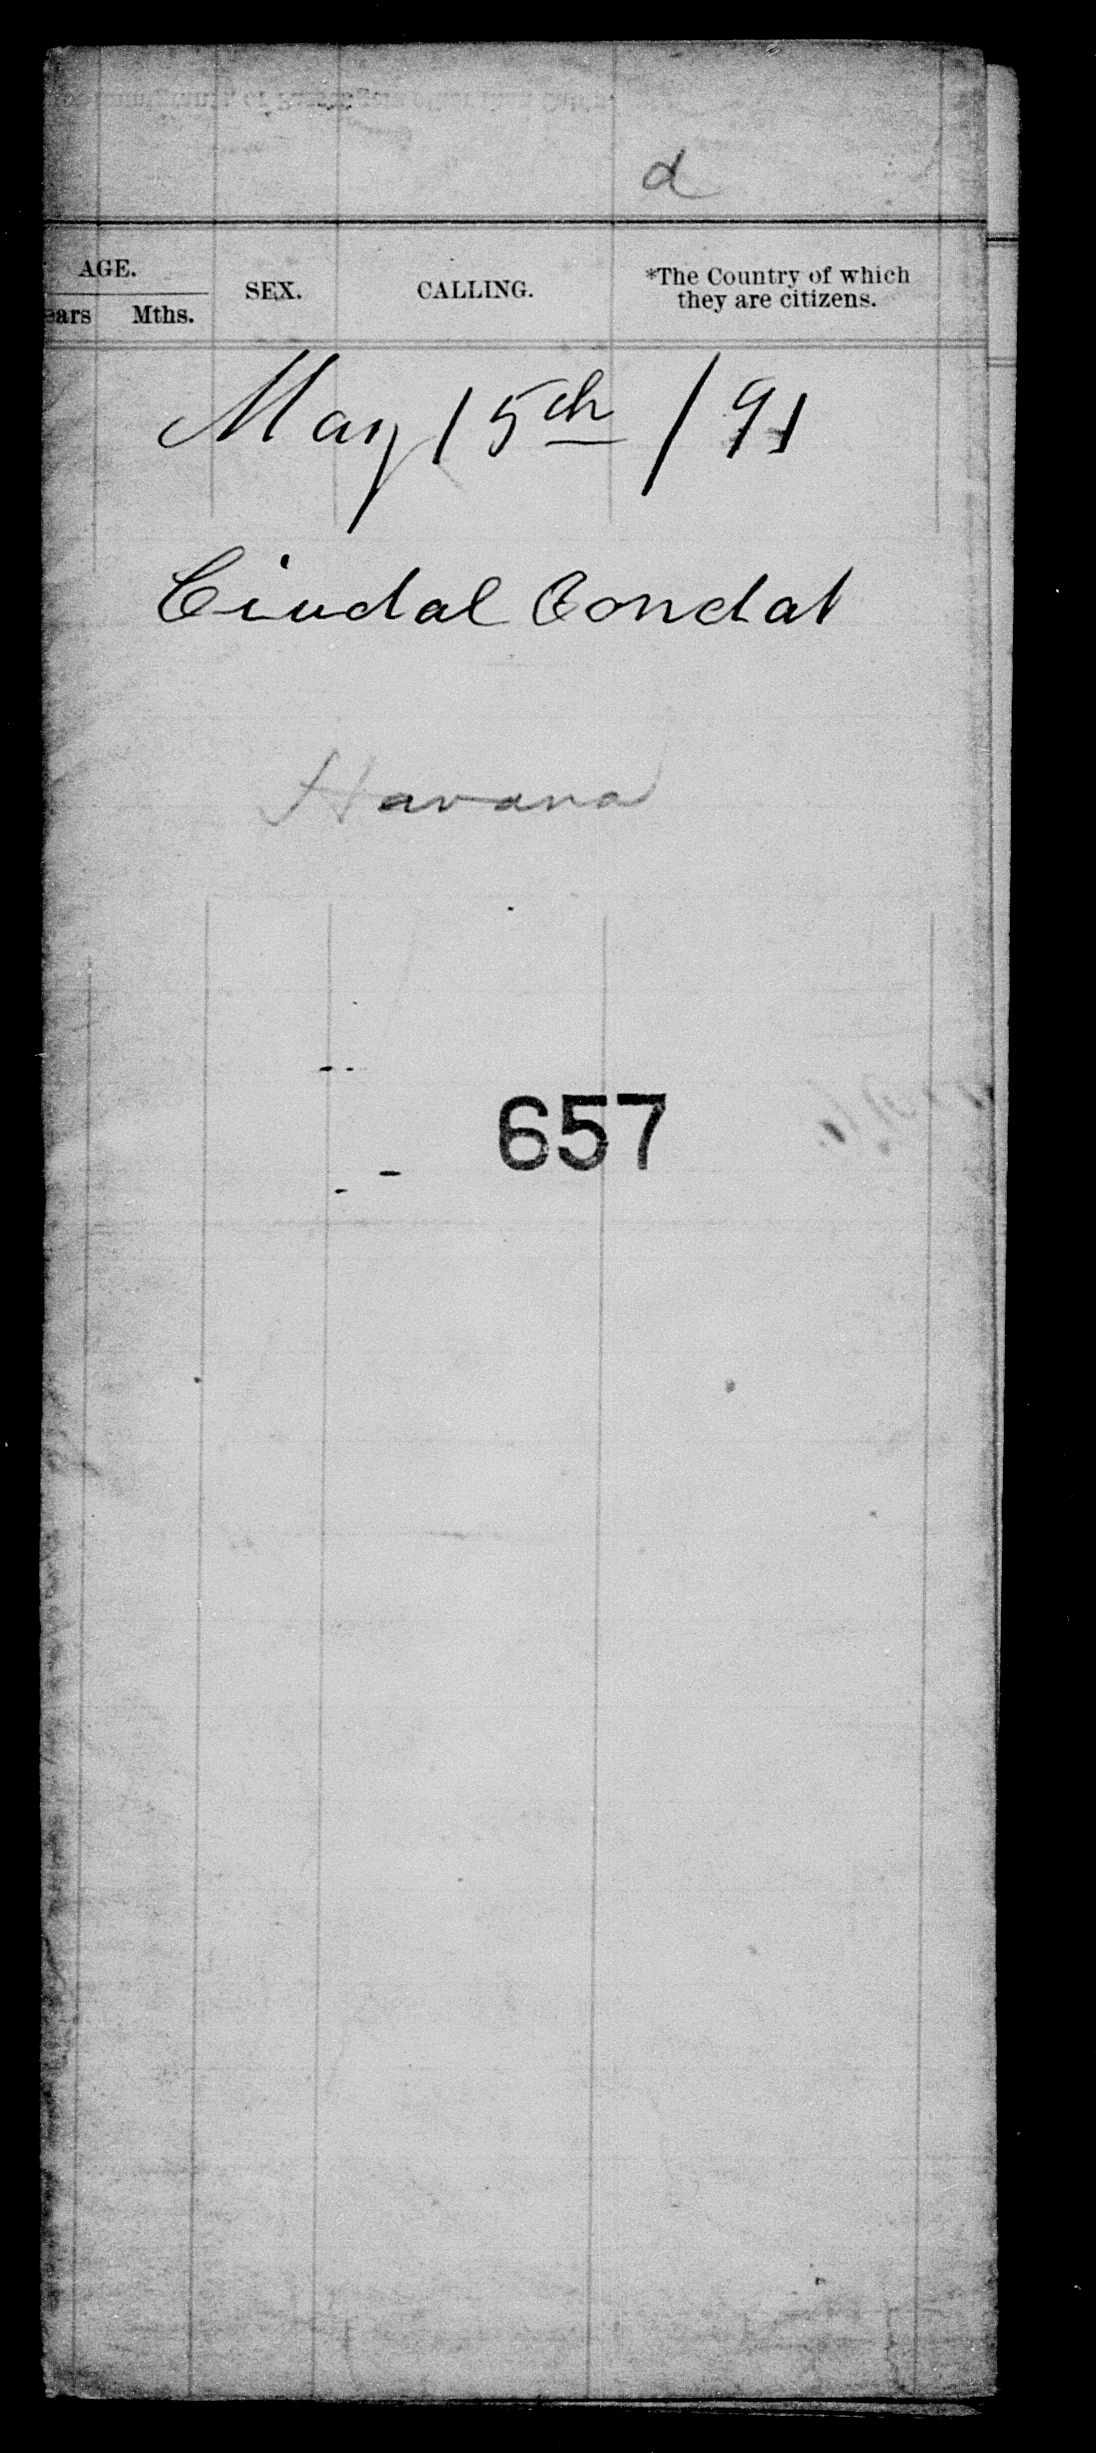 d
AGE.
ears Mths.
SEX.
CALLING.
*The Country of which
they are citizens.
May 15th /91
Ciudal Condal
Havana
657